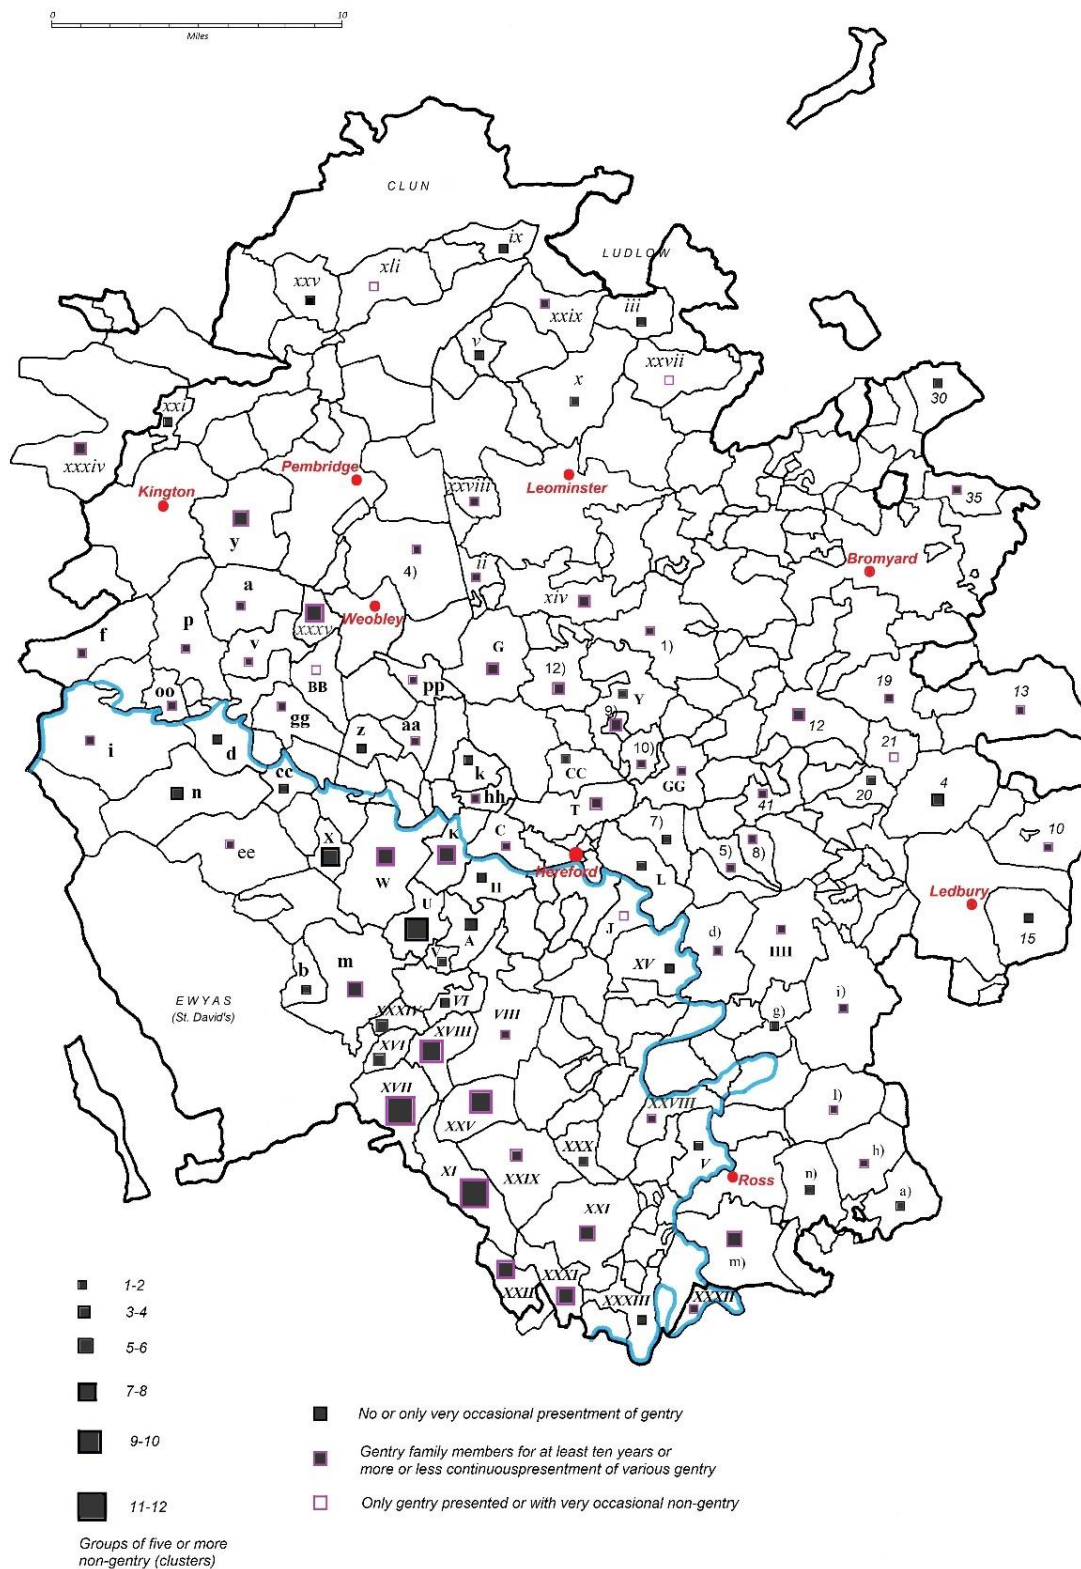 0 10
Miles
CLUN
ix
LUDLOW
xli
xxv
xxix
iii
v
xxvii
x
30
xxi
xxxiv
Pembridge
Kington
xxviii
Leominster
35
y
4)
ii
Bromyard
a
xiv
xxxv
Weobley
f
p
v
G
1)
BB
pp
12)
Y
19
13
oo
gg
9)
12
aa
z
10)
21
i
d
k
CC
GG
20
4
cc
41
n
hh
T
7)
10
X
K
C
5)
8)
ee
W
Hereford
L
II
Ledbury
U
J
15
A
d)
HH
V
XV
b
m
EWYAS
(St. David's)
VI
XXXIV
VIII
g)
i)
XVIII
XVI
XVII
XXV
XXVIII
l)
XXX
V
h)
XI
XXIX
Ross
n)
a)
XXI
m)
XXII
XXXI
XXXIII
XXXII
1-2
3-4
5-6
7-8
9-10
11-12
Groups of five or more
non-gentry (clusters)
No or only very occasional presentment of gentry
Gentry family members for at least ten years or
more or less continuouspresentment of various gentry
Only gentry presented or with very occasional non-gentry